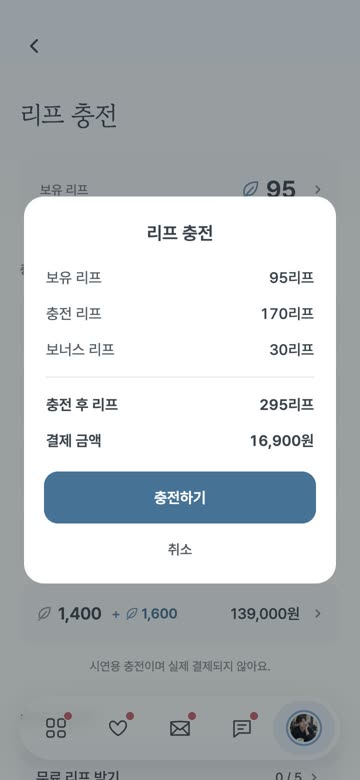 리프 충전
보유 리프 95
리프 충전
보유 리프 95리프
충전 리프 170리프
보너스 리프 30리프
충전 후 리프 295리프
결제 금액 16,900원
충전하기
취소
1,400 + 1,600 139,000원
시연용 충전이며 실제 결제되지 않아요.
무료 리프 받기 0 / 5